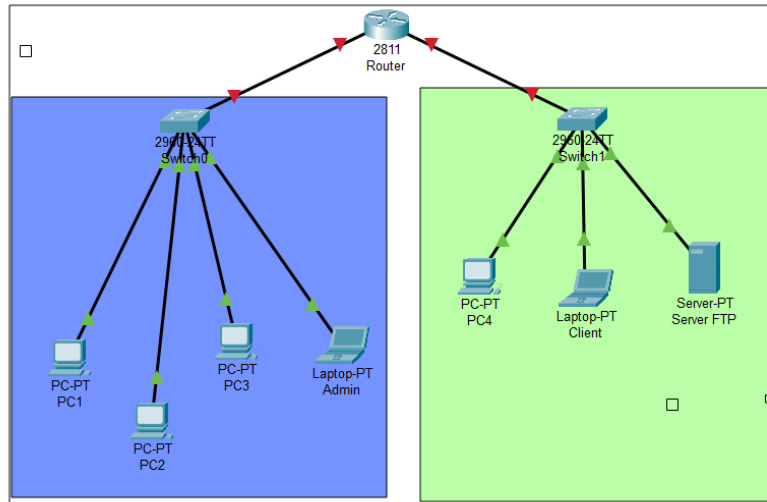 2811
Router
2960-24TT
Switch0
2960-24TT
Switch1
PC-PT
PC1
PC-PT
PC2
PC-PT
PC3
Laptop-PT
Admin
PC-PT
PC4
Laptop-PT
Client
Server-PT
Server FTP